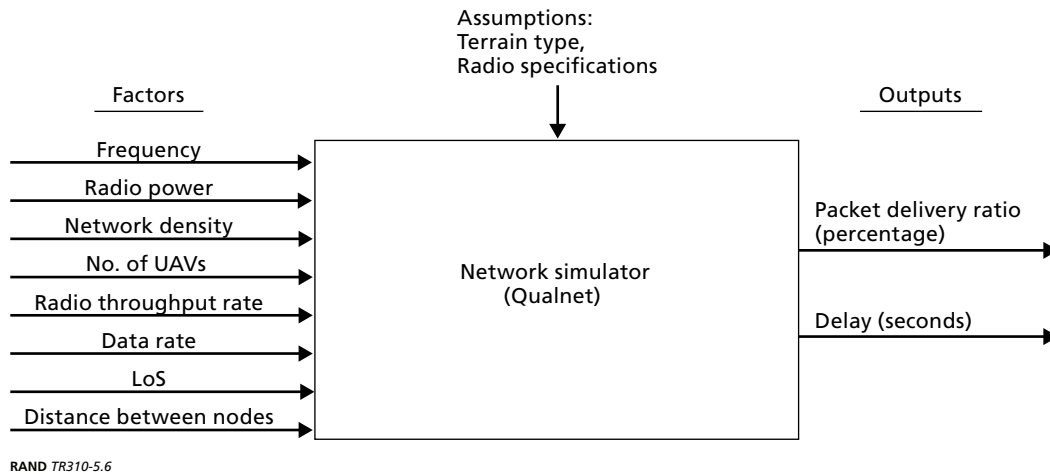 Assumptions:
Terrain type,
Radio specifications
Factors
Outputs
Frequency
Radio power
Network density
No. of UAVs
Radio throughput rate
Data rate
LoS
Distance between nodes
Network simulator
(Qualnet)
Packet delivery ratio
(percentage)
Delay (seconds)
RAND TR310-5.6